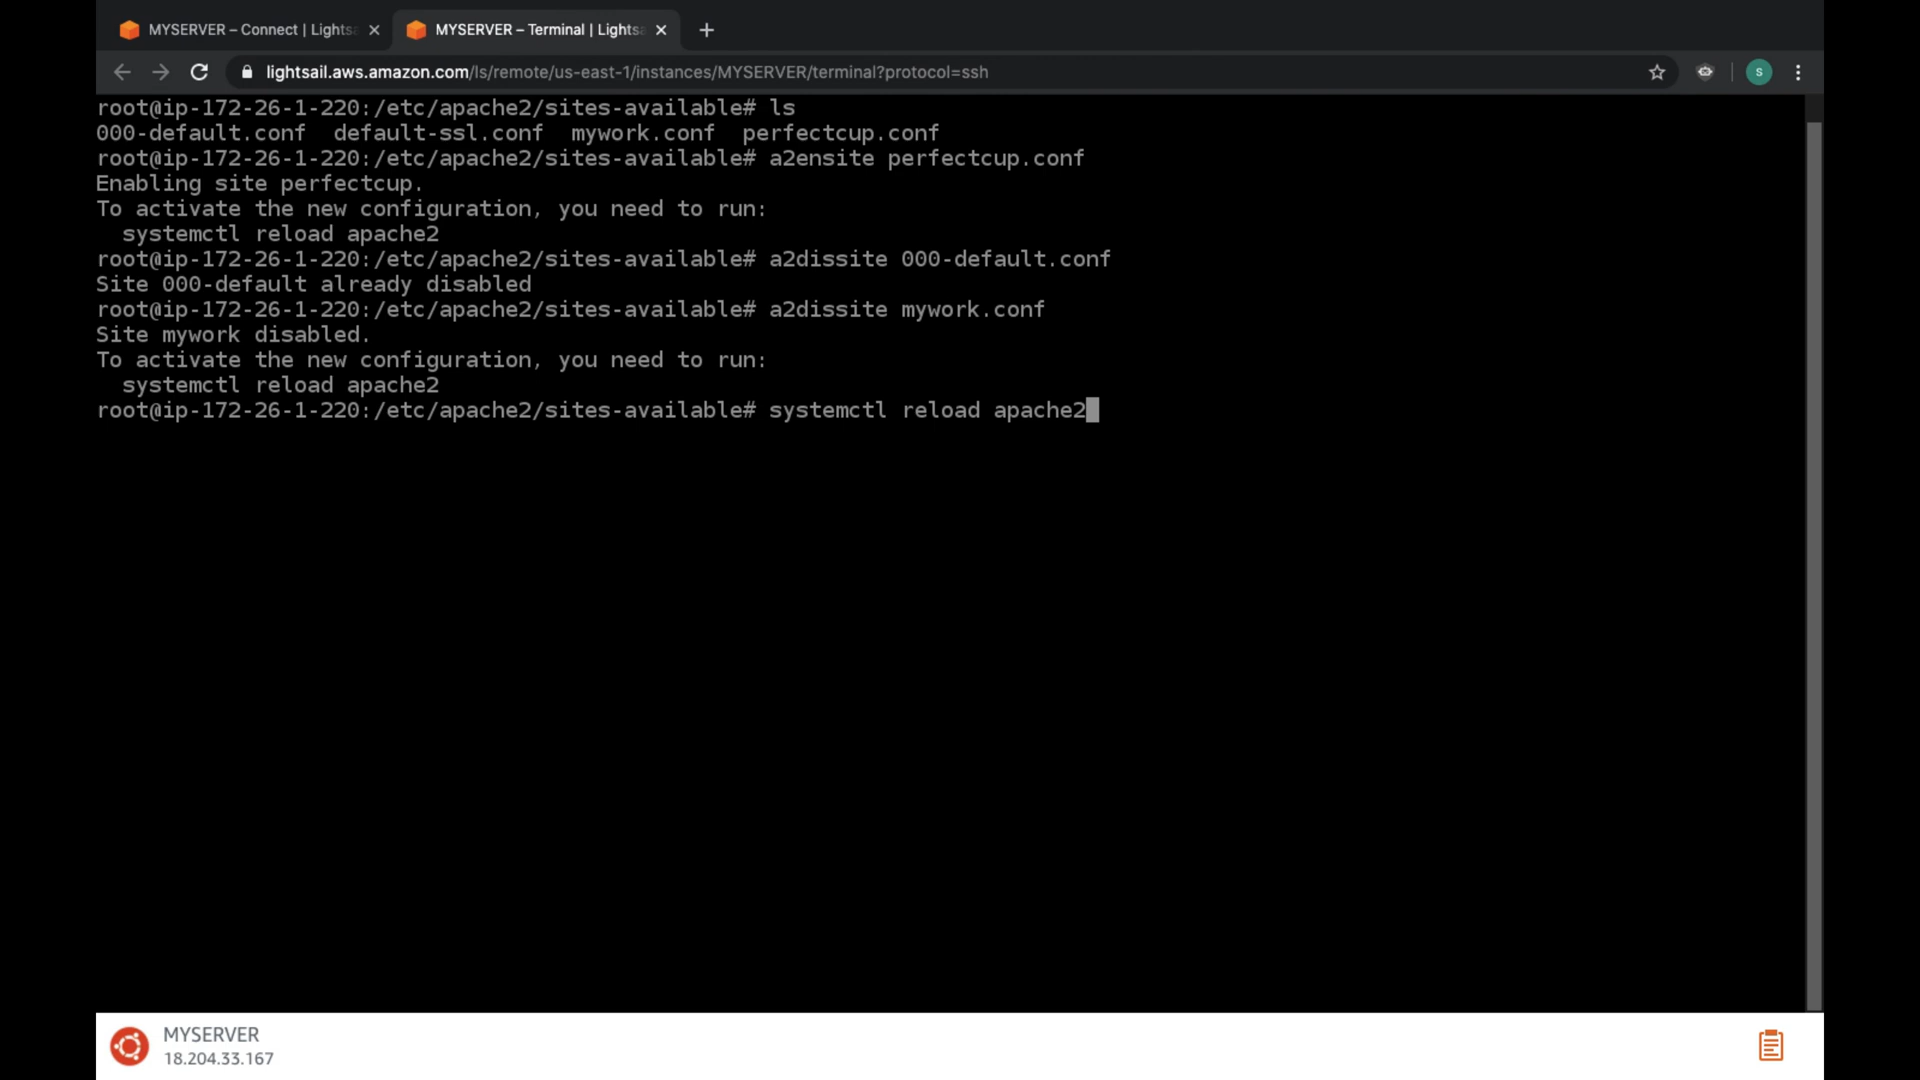 MYSERVER – Connect | Lights
MYSERVER – Terminal | Lights
lightsail.aws.amazon.com/ls/remote/us-east-1/instances/MYSERVER/terminal?protocol=ssh
S
root@ip-172-26-1-220:/etc/apache2/sites-available# ls
000-default.conf  default-ssl.conf  mywork.conf  perfectcup.conf
root@ip-172-26-1-220:/etc/apache2/sites-available# a2ensite perfectcup.conf
Enabling site perfectcup.
To activate the new configuration, you need to run:
  systemctl reload apache2
root@ip-172-26-1-220:/etc/apache2/sites-available# a2dissite 000-default.conf
Site 000-default already disabled
root@ip-172-26-1-220:/etc/apache2/sites-available# a2dissite mywork.conf
Site mywork disabled.
To activate the new configuration, you need to run:
  systemctl reload apache2
root@ip-172-26-1-220:/etc/apache2/sites-available# systemctl reload apache2
MYSERVER
18.204.33.167